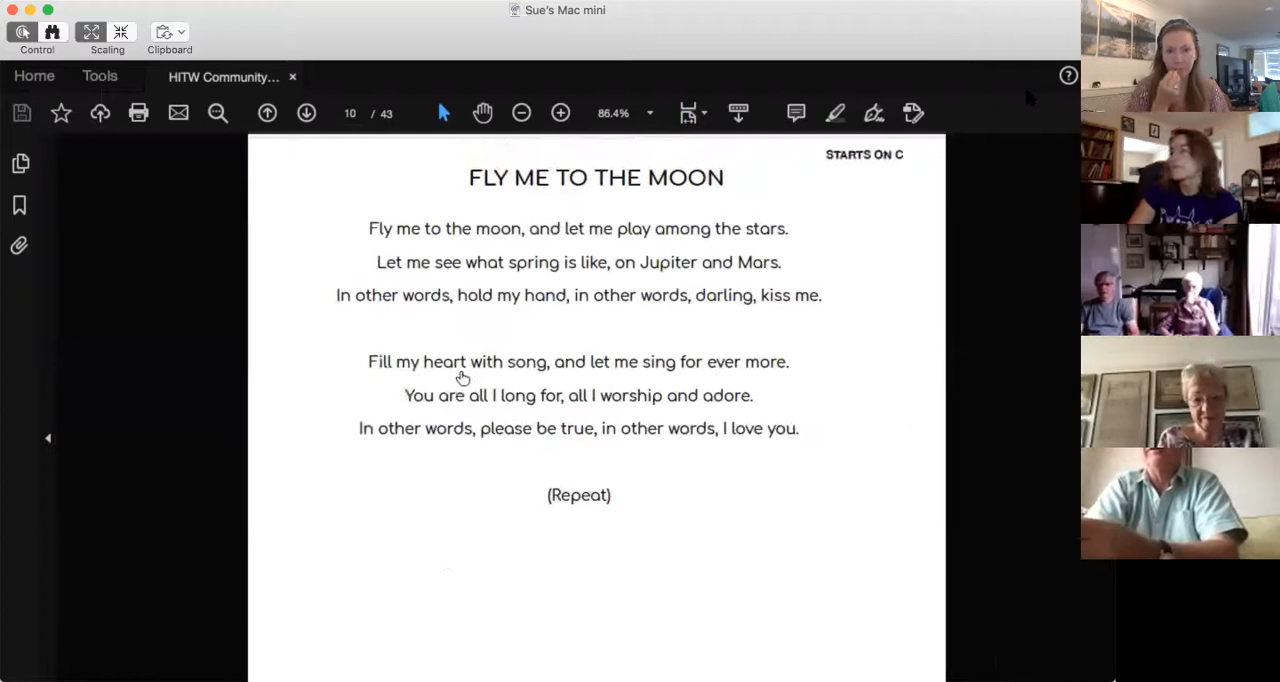 Sue's Mac mini
Control
Scaling
Clipboard
Home
Tools
HITW Community...
10 / 43
86.4%
STARTS ON C
FLY ME TO THE MOON
Fly me to the moon, and let me play among the stars.
Let me see what spring is like, on Jupiter and Mars.
In other words, hold my hand, in other words, darling, kiss me.
Fill my heart with song, and let me sing for ever more.
You are all I long for, all I worship and adore.
In other words, please be true, in other words, I love you.
(Repeat)